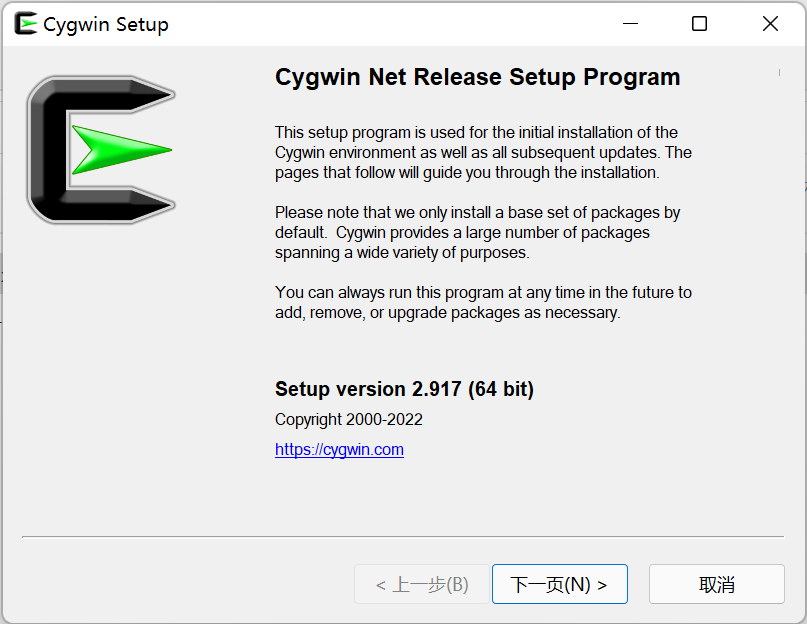 Cygwin Setup
Cygwin Net Release Setup Program
This setup program is used for the initial installation of the
Cygwin environment as well as all subsequent updates. The
pages that follow will guide you through the installation.
Please note that we only install a base set of packages by
default.  Cygwin provides a large number of packages
spanning a wide variety of purposes.
You can always run this program at any time in the future to
add, remove, or upgrade packages as necessary.
Setup version 2.917 (64 bit)
Copyright 2000-2022
https://cygwin.com
< 上一步(B)
下一页(N) >
取消